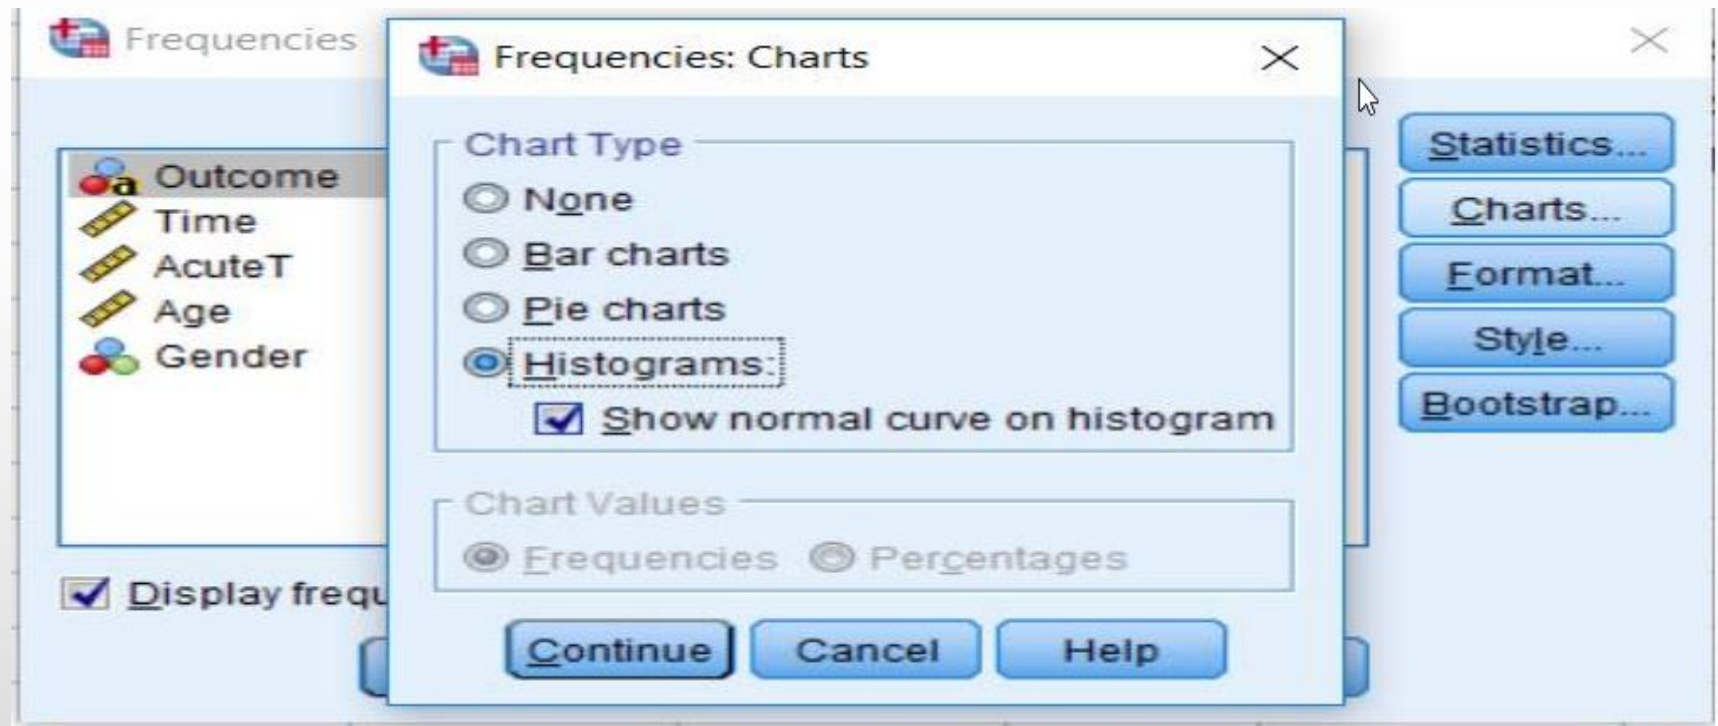 Frequencies
Frequencies: Charts
Outcome
Time
AcuteT
Age
Gender
Display frequ
Chart Type
None
Bar charts
Pie charts
Histograms:
Show normal curve on histogram
Chart Values
Frequencies Percentages
Continue Cancel Help
Statistics...
Charts...
Format...
Style...
Bootstrap...